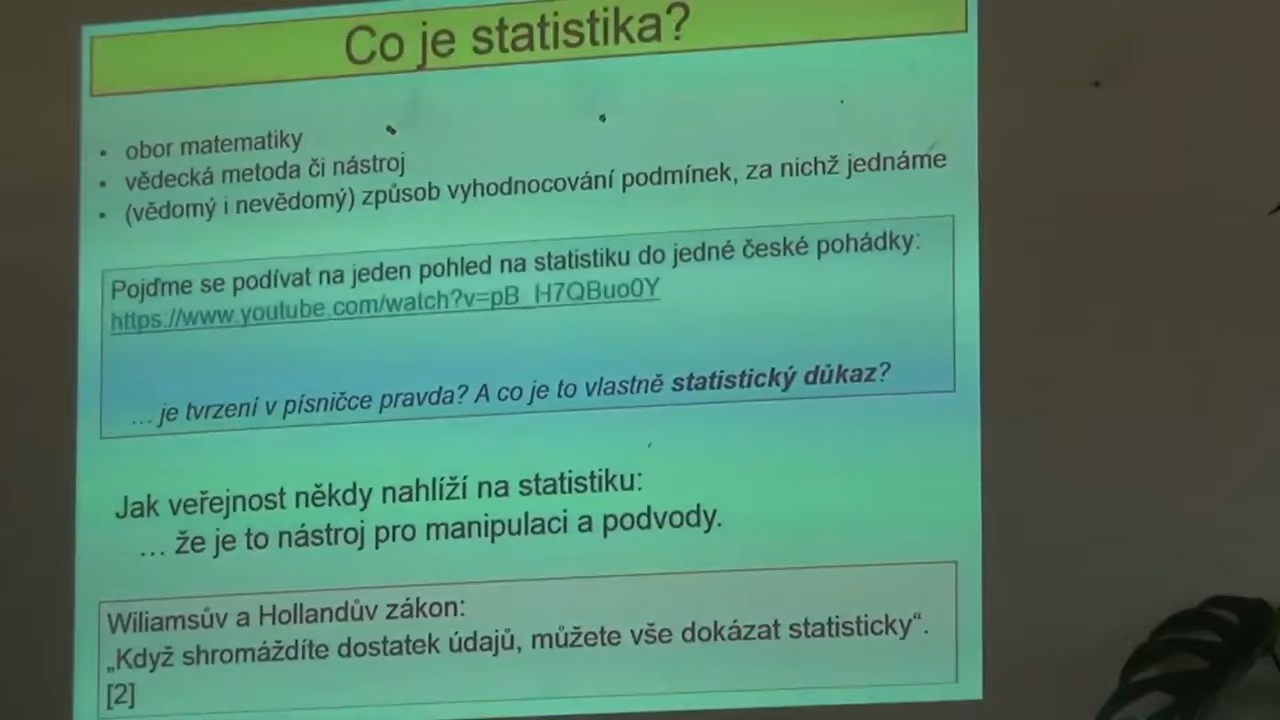 Co je statistika?
• obor matematiky
• vědecká metoda či nástroj
• (vědomý i nevědomý) způsob vyhodnocování podmínek, za nichž jednáme
Pojďme se podívat na jeden pohled na statistiku do jedné české pohádky:
https://www.youtube.com/watch?v=pB_H7QBuo0Y
… je tvrzení v písničce pravda? A co je to vlastně statistický důkaz?
Jak veřejnost někdy nahlíží na statistiku:
… že je to nástroj pro manipulaci a podvody.
Wiliamsův a Hollandův zákon:
„Když shromáždíte dostatek údajů, můžete vše dokázat statisticky“.
[2]